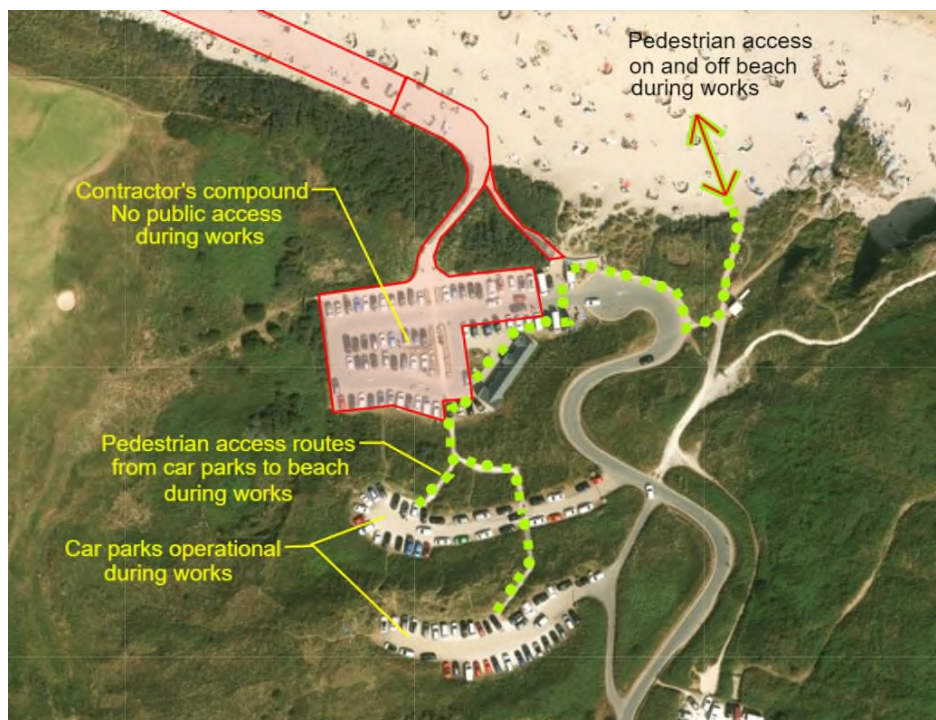 Pedestrian access
on and off beach
during works
Contractor's compound
No public access
during works
Pedestrian access routes
from car parks to beach
during works
Car parks operational
during works